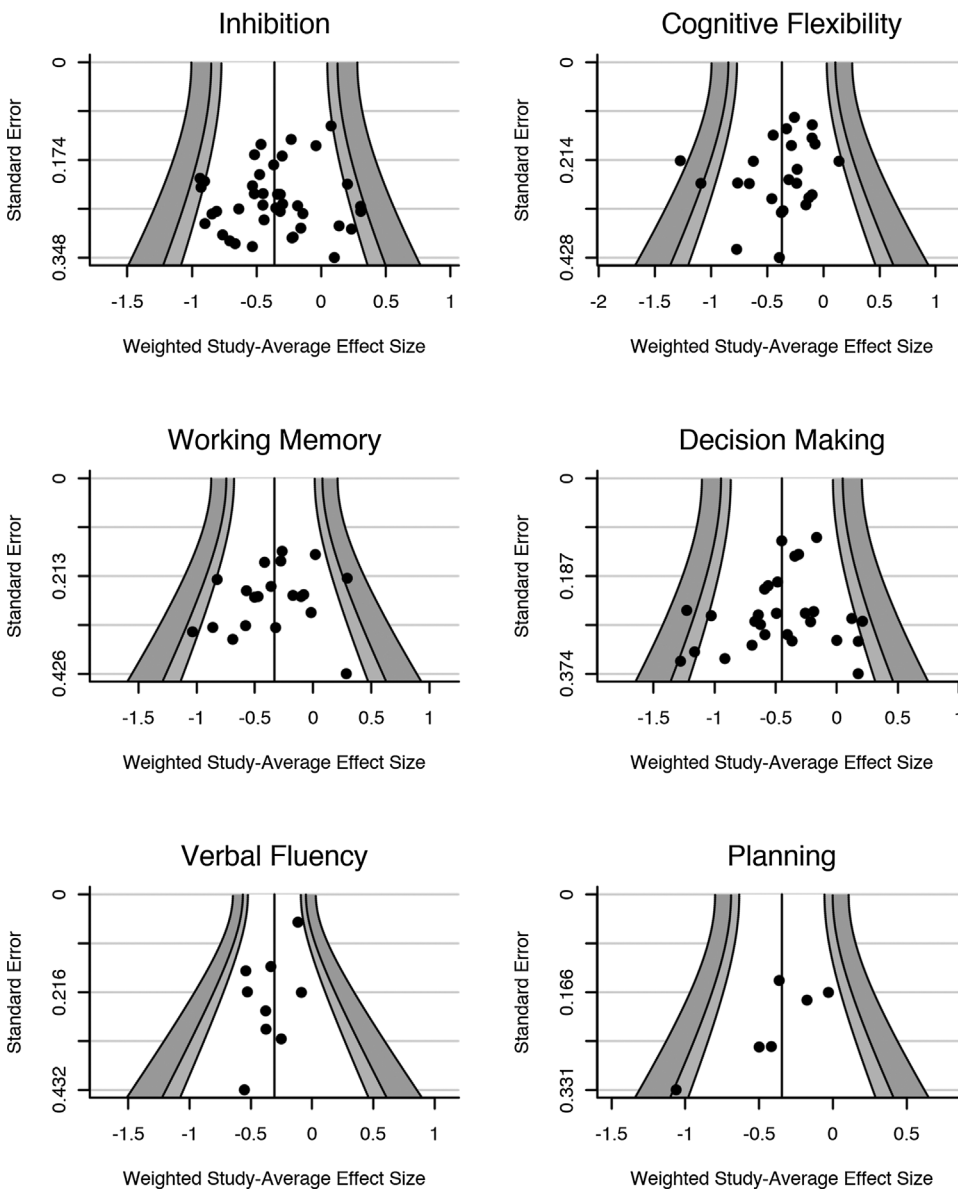 Inhibition
Standard Error
0
0.174
0.348
-1.5 -1 -0.5 0 0.5 1
Weighted Study-Average Effect Size
Cognitive Flexibility
Standard Error
0
0.214
0.428
-2 -1.5 -1 -0.5 0 0.5 1
Weighted Study-Average Effect Size
Working Memory
Standard Error
0
0.213
0.426
-1.5 -1 -0.5 0 0.5 1
Weighted Study-Average Effect Size
Decision Making
Standard Error
0
0.187
0.374
-1.5 -1 -0.5 0 0.5 1
Weighted Study-Average Effect Size
Verbal Fluency
Standard Error
0
0.216
0.432
-1.5 -1 -0.5 0 0.5 1
Weighted Study-Average Effect Size
Planning
Standard Error
0
0.166
0.331
-1.5 -1 -0.5 0 0.5
Weighted Study-Average Effect Size